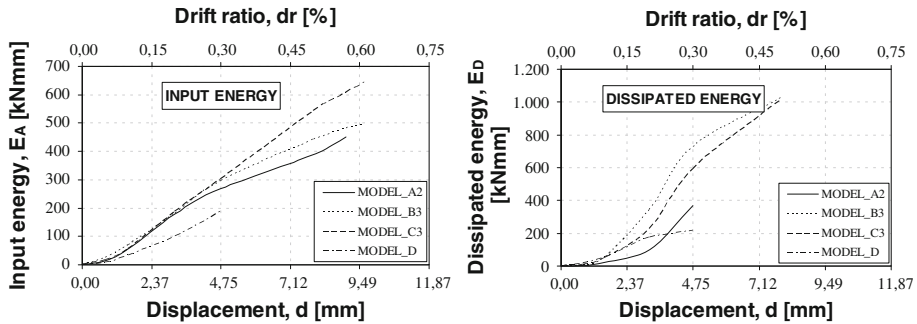 Drift ratio, dr [%]
0,00 0,15 0,30 0,45 0,60 0,75
700
600
500
400
300
200
100
0
Input energy, EA [kNmm]
INPUT ENERGY
MODEL_A2
MODEL_B3
MODEL_C3
MODEL_D
0,00 2,37 4,75 7,12 9,49 11,87
Displacement, d [mm]
Drift ratio, dr [%]
0,00 0,15 0,30 0,45 0,60 0,75
1.200
1.000
800
600
400
200
0
Dissipated energy, ED
[kNmm]
DISSIPATED ENERGY
MODEL_A2
MODEL_B3
MODEL_C3
MODEL_D
0,00 2,37 4,75 7,12 9,49 11,87
Displacement, d [mm]